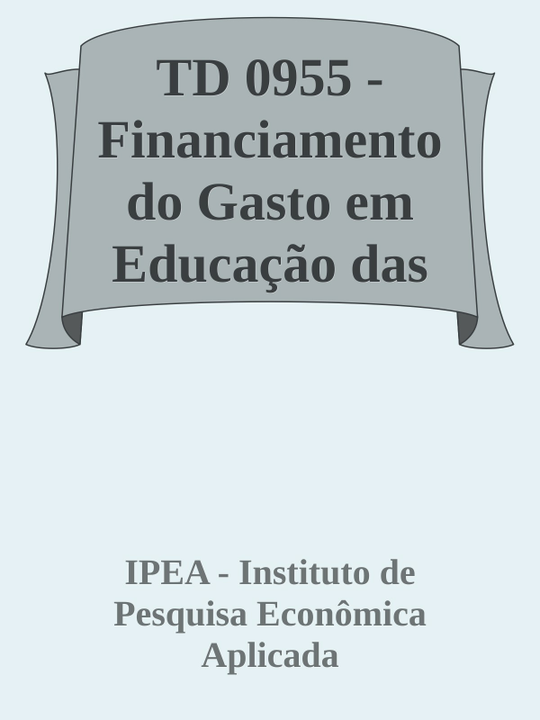 TD 0955 -
Financiamento
do Gasto em
Educação das
IPEA - Instituto de
Pesquisa Econômica
Aplicada